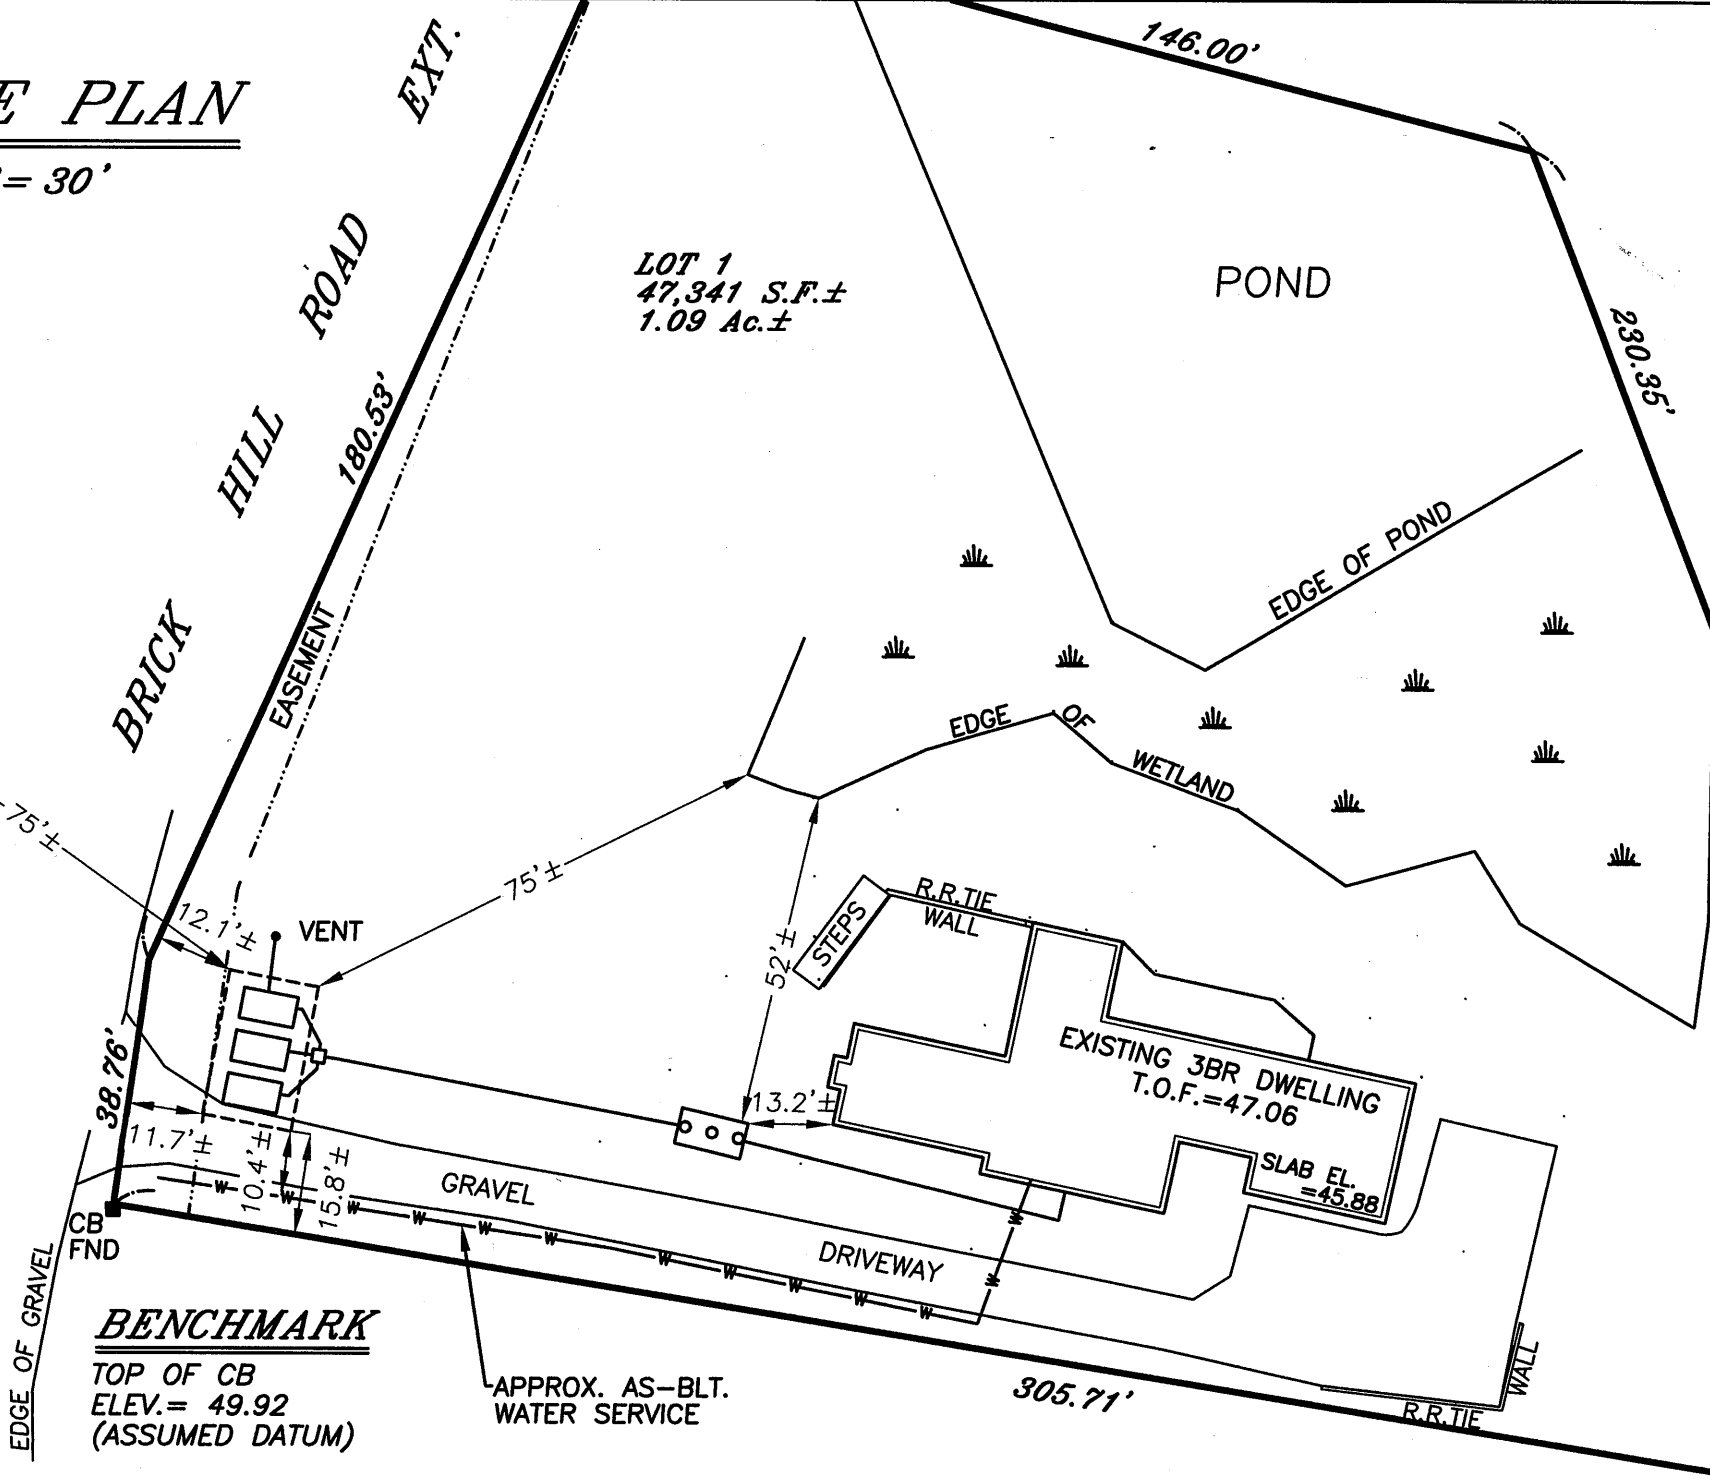 E PLAN
"= 30'
BRICK HILL ROAD EXT.
146.00'
230.35'
POND
LOT 1
47,341 S.F.±
1.09 Ac.±
180.53'
EASEMENT
EDGE OF POND
EDGE OF WETLAND
75'±
12.1'±
VENT
75'±
52'±
STEPS
R.R.TIE
WALL
EXISTING 3BR DWELLING
T.O.F.=47.06
SLAB EL.
=45.88
38.76'
11.7'±
10.4'±
15.8'±
13.2'±
GRAVEL
DRIVEWAY
W W W W W W W W W W W W W W
CB
FND
EDGE OF GRAVEL
BENCHMARK
TOP OF CB
ELEV.= 49.92
(ASSUMED DATUM)
APPROX. AS-BLT.
WATER SERVICE
305.71'
R.R.TIE
WALL